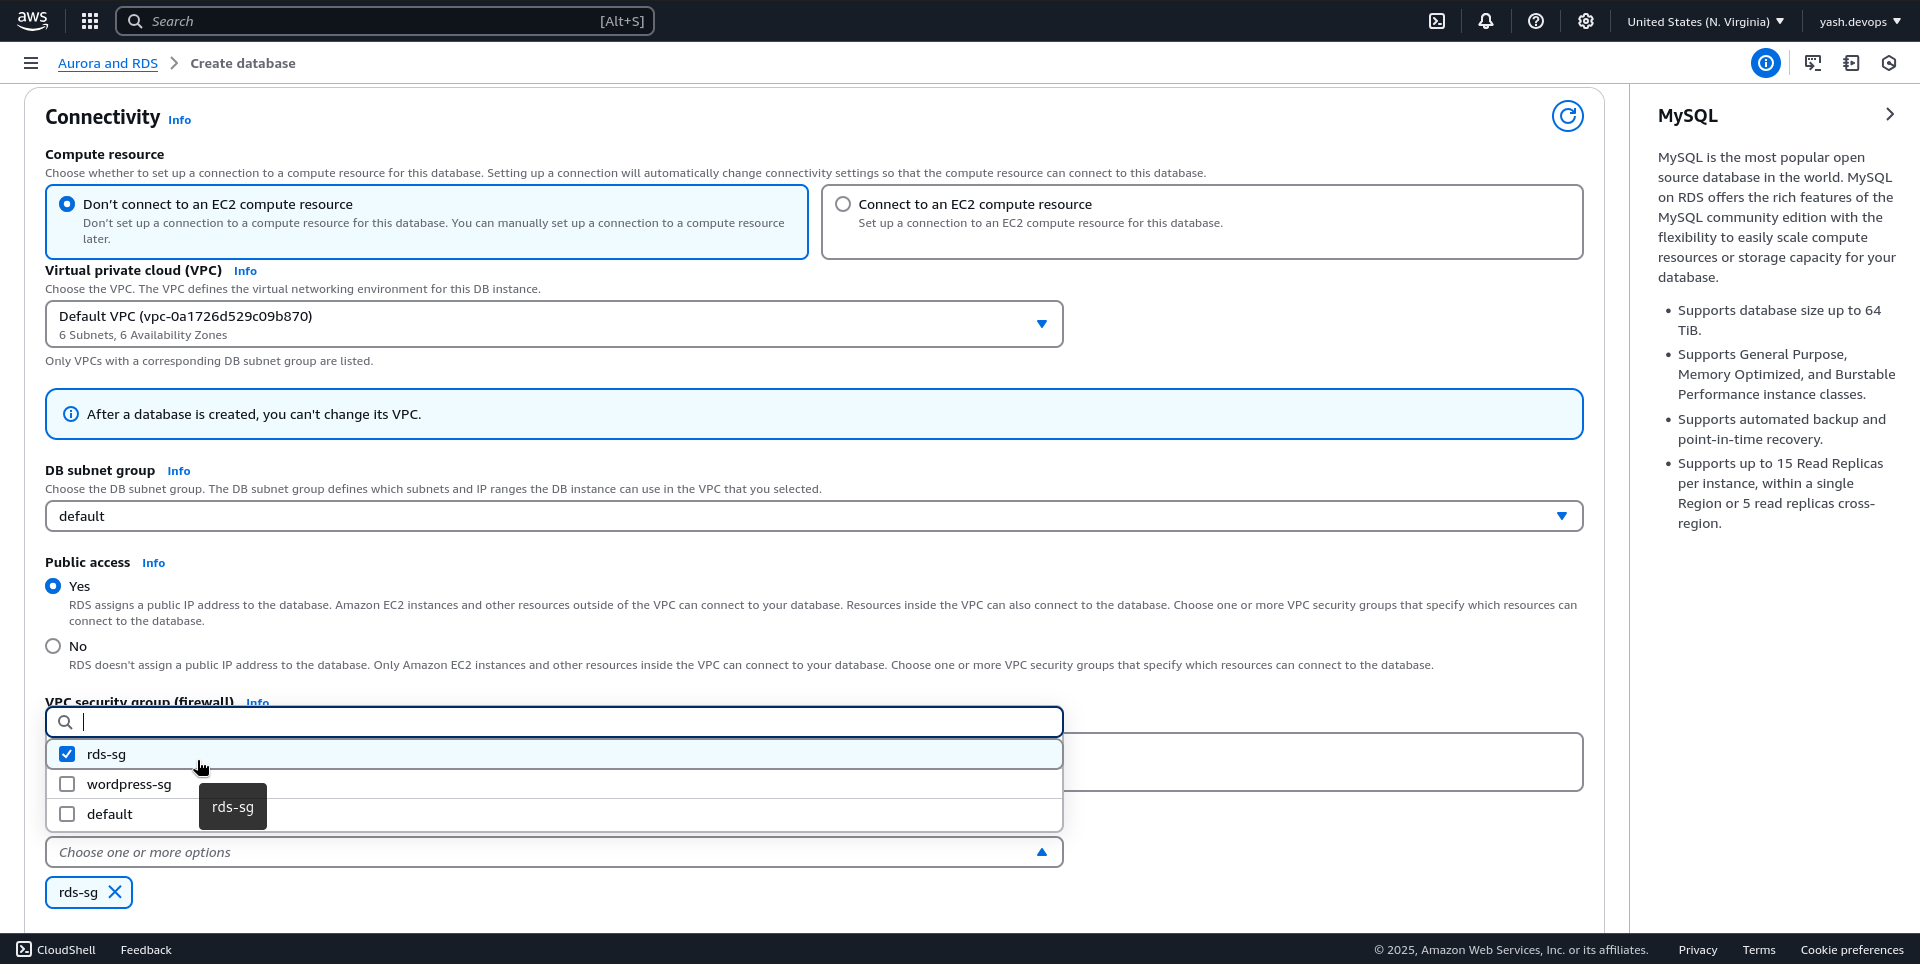 aws
Search
[Alt+S]
United States (N. Virginia)
yash.devops
Aurora and RDS
Create database
Connectivity Info
Compute resource
Choose whether to set up a connection to a compute resource for this database. Setting up a connection will automatically change connectivity settings so that the compute resource can connect to this database.
Don’t connect to an EC2 compute resource
Don’t set up a connection to a compute resource for this database. You can manually set up a connection to a compute resource
later.
Connect to an EC2 compute resource
Set up a connection to an EC2 compute resource for this database.
Virtual private cloud (VPC) Info
Choose the VPC. The VPC defines the virtual networking environment for this DB instance.
Default VPC (vpc-0a1726d529c09b870)
6 Subnets, 6 Availability Zones
Only VPCs with a corresponding DB subnet group are listed.
After a database is created, you can't change its VPC.
DB subnet group Info
Choose the DB subnet group. The DB subnet group defines which subnets and IP ranges the DB instance can use in the VPC that you selected.
default
Public access Info
Yes
RDS assigns a public IP address to the database. Amazon EC2 instances and other resources outside of the VPC can connect to your database. Resources inside the VPC can also connect to the database. Choose one or more VPC security groups that specify which resources can
connect to the database.
No
RDS doesn't assign a public IP address to the database. Only Amazon EC2 instances and other resources inside the VPC can connect to your database. Choose one or more VPC security groups that specify which resources can connect to the database.
VPC security group (firewall) Info
rds-sg
wordpress-sg
rds-sg
default
Choose one or more options
rds-sg
MySQL
MySQL is the most popular open
source database in the world. MySQL
on RDS offers the rich features of the
MySQL community edition with the
flexibility to easily scale compute
resources or storage capacity for your
database.
• Supports database size up to 64
TiB.
• Supports General Purpose,
Memory Optimized, and Burstable
Performance instance classes.
• Supports automated backup and
point-in-time recovery.
• Supports up to 15 Read Replicas
per instance, within a single
Region or 5 read replicas cross-
region.
CloudShell
Feedback
© 2025, Amazon Web Services, Inc. or its affiliates.
Privacy
Terms
Cookie preferences